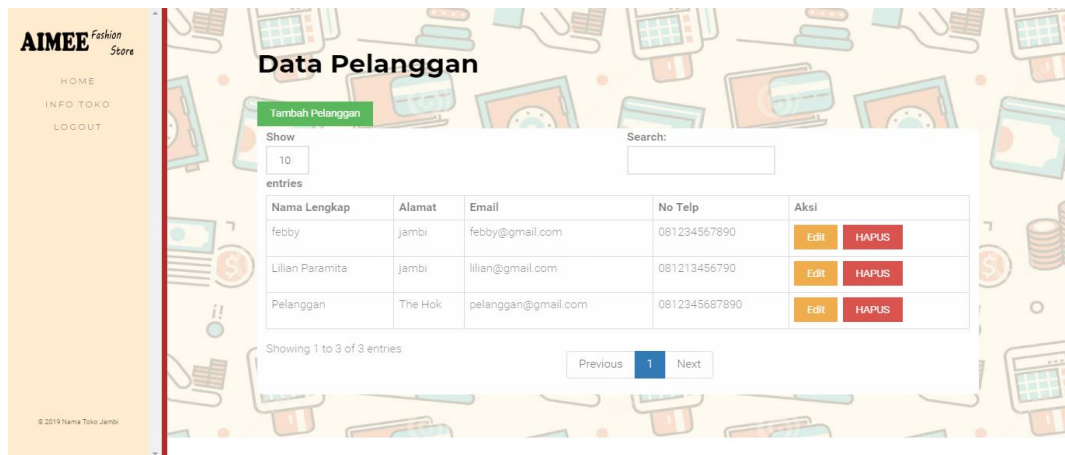 AIMEE Fashion Store
HOME
INFO TOKO
LOGOUT
© 2019 Nama Toko Jambi
Data Pelanggan
Tambah Pelanggan
Show
10
entries
Search:
Nama Lengkap Alamat Email No Telp Aksi
febby jambi febby@gmail.com 081234567890 Edit HAPUS
Lilian Paramita jambi lilian@gmail.com 081213456790 Edit HAPUS
Pelanggan The Hok pelanggan@gmail.com 0812345687890 Edit HAPUS
Showing 1 to 3 of 3 entries
Previous 1 Next